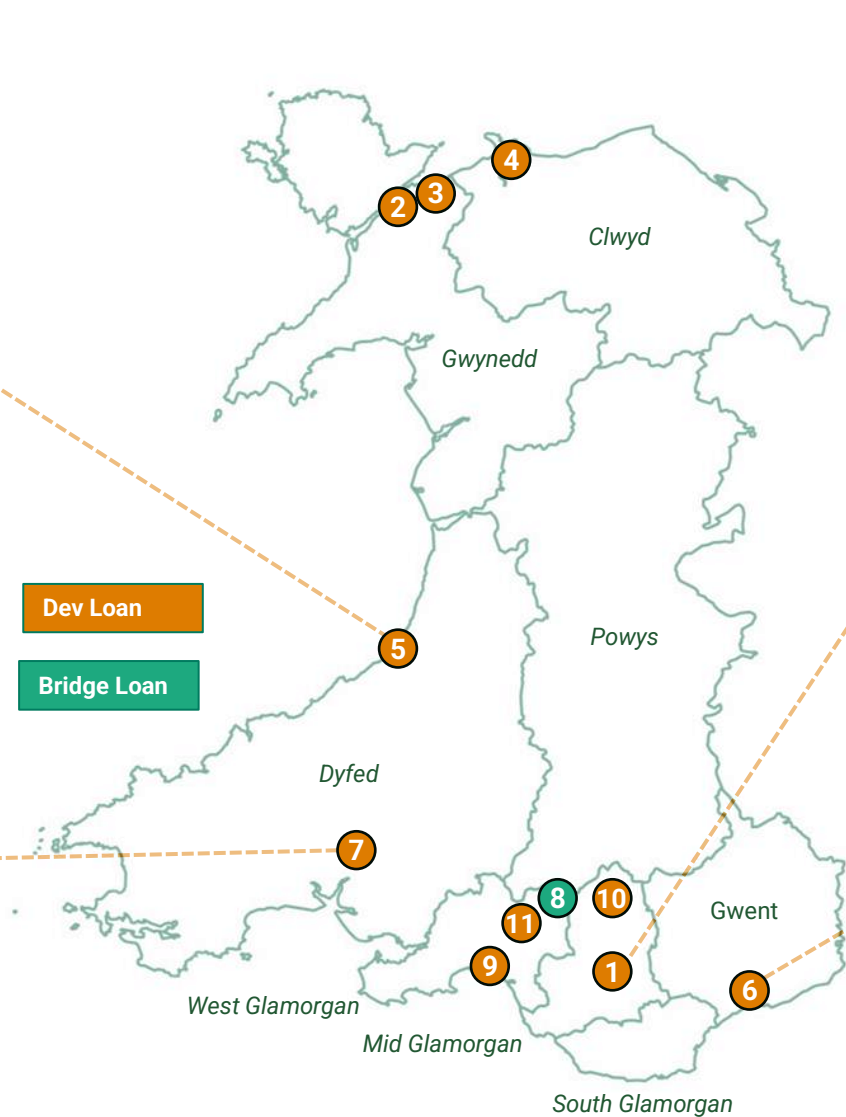 4
3
2
Clwyd
Gwynedd
Dev Loan
Powys
5
Bridge Loan
Dyfed
7
8
10
Gwent
11
9
1
6
West Glamorgan
Mid Glamorgan
South Glamorgan